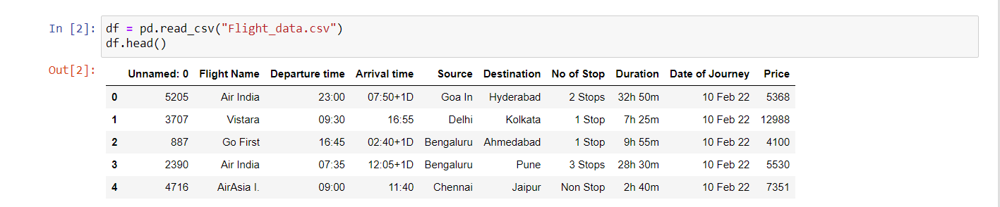 In [2]: df = pd.read_csv("Flight_data.csv")
df.head()
Out[2]:
Unnamed: 0 Flight Name Departure time Arrival time Source Destination No of Stop Duration Date of Journey Price
0 5205 Air India 23:00 07:50+1D Goa In Hyderabad 2 Stops 32h 50m 10 Feb 22 5368
1 3707 Vistara 09:30 16:55 Delhi Kolkata 1 Stop 7h 25m 10 Feb 22 12988
2 887 Go First 16:45 02:40+1D Bengaluru Ahmedabad 1 Stop 9h 55m 10 Feb 22 4100
3 2390 Air India 07:35 12:05+1D Bengaluru Pune 3 Stops 28h 30m 10 Feb 22 5530
4 4716 AirAsia I. 09:00 11:40 Chennai Jaipur Non Stop 2h 40m 10 Feb 22 7351